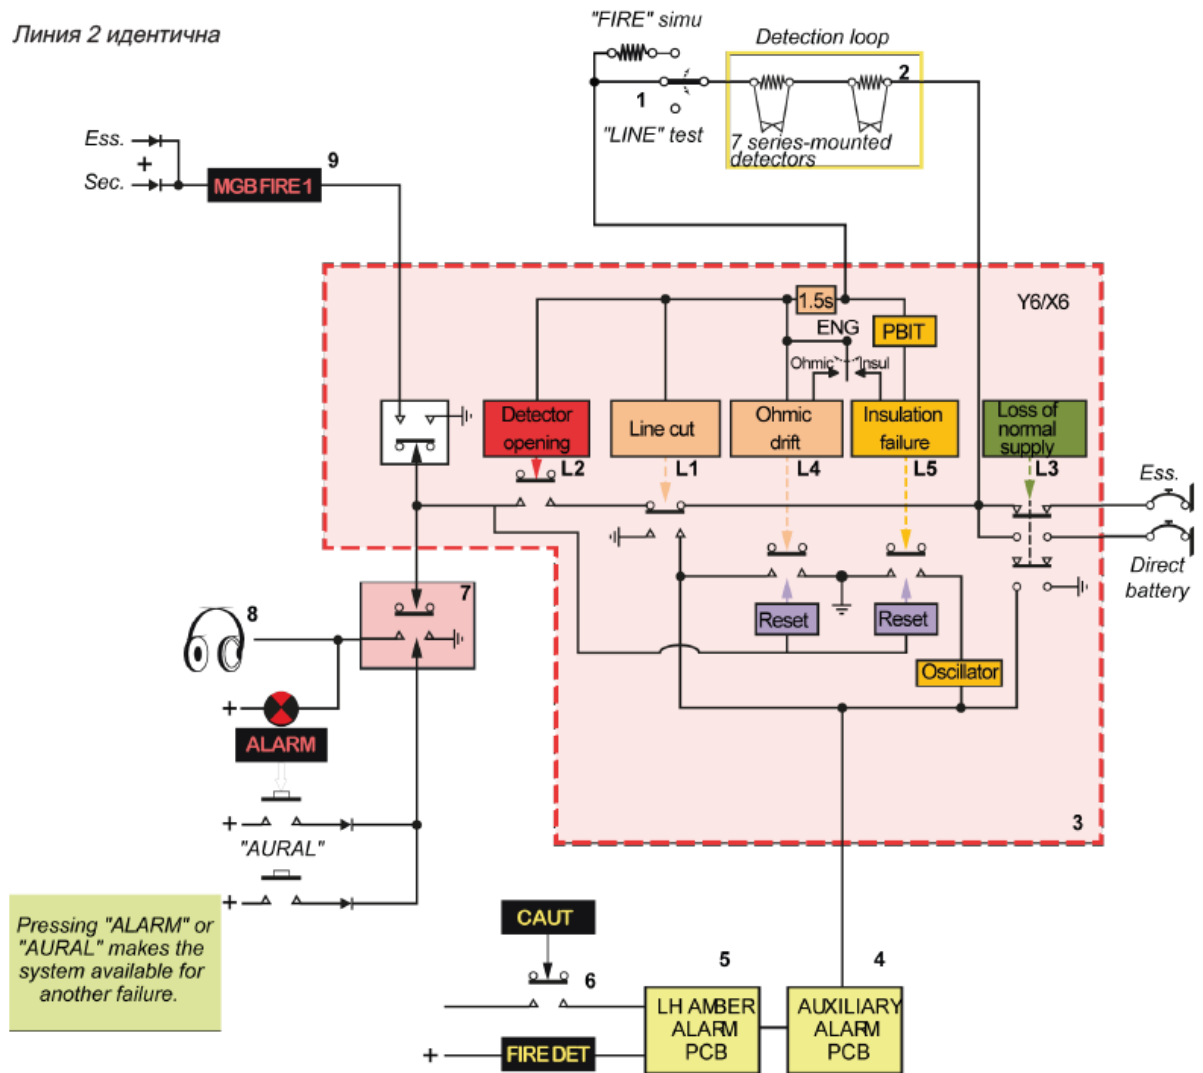 Линия 2 идентична
"FIRE" simu
Detection loop
1
2
"LINE" test
7 series-mounted
detectors
Ess.
+
Sec.
MGB FIRE 1
9
Y6/X6
1.5s
ENG
PBIT
Ohmic
Insul
Detector
opening
Line cut
Ohmic
drift
Insulation
failure
Loss of
normal
supply
L2
L1
L4
L5
L3
Ess.
Direct
battery
7
8
Reset
Reset
Oscillator
+
ALARM
+
"AURAL"
+
3
Pressing "ALARM" or
"AURAL" makes the
system available for
another failure.
CAUT
6
5
4
LH AMBER
ALARM
PCB
AUXILIARY
ALARM
PCB
+
FIRE DET